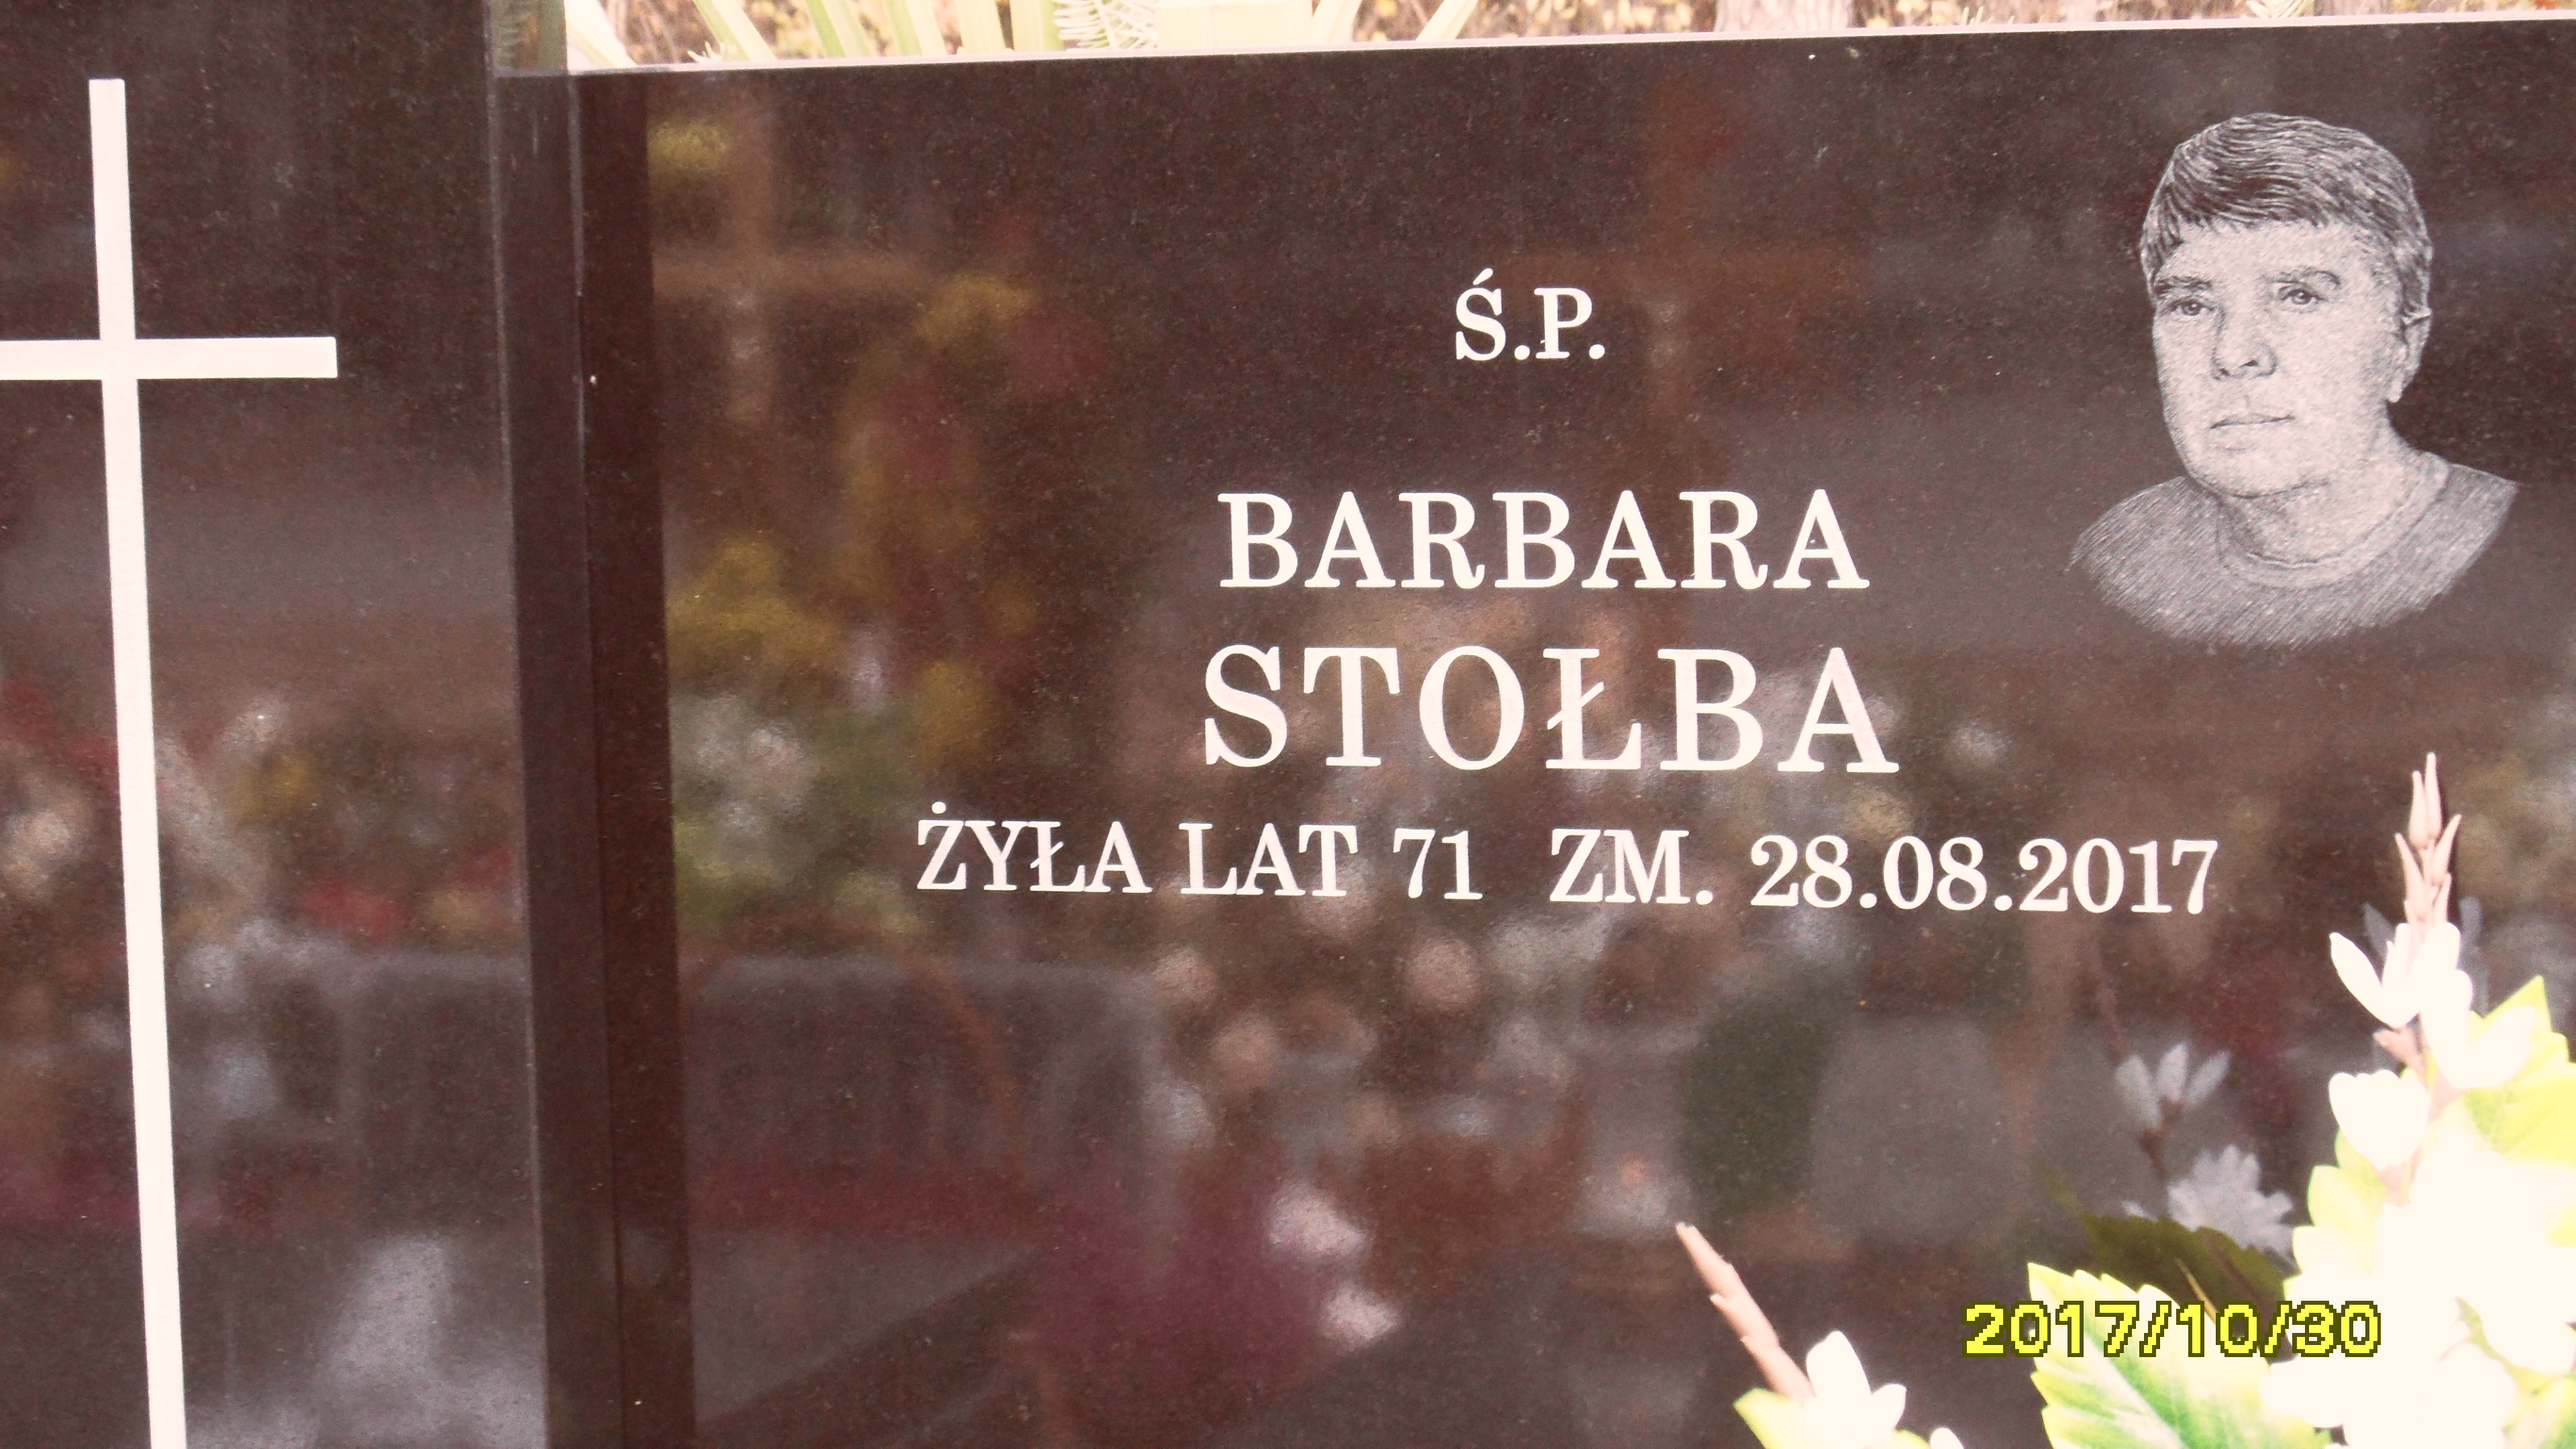 Ś.P.
BARBARA
STOŁBA
ŻYŁA LAT 71 ZM. 28.08.2017
2017/10/30